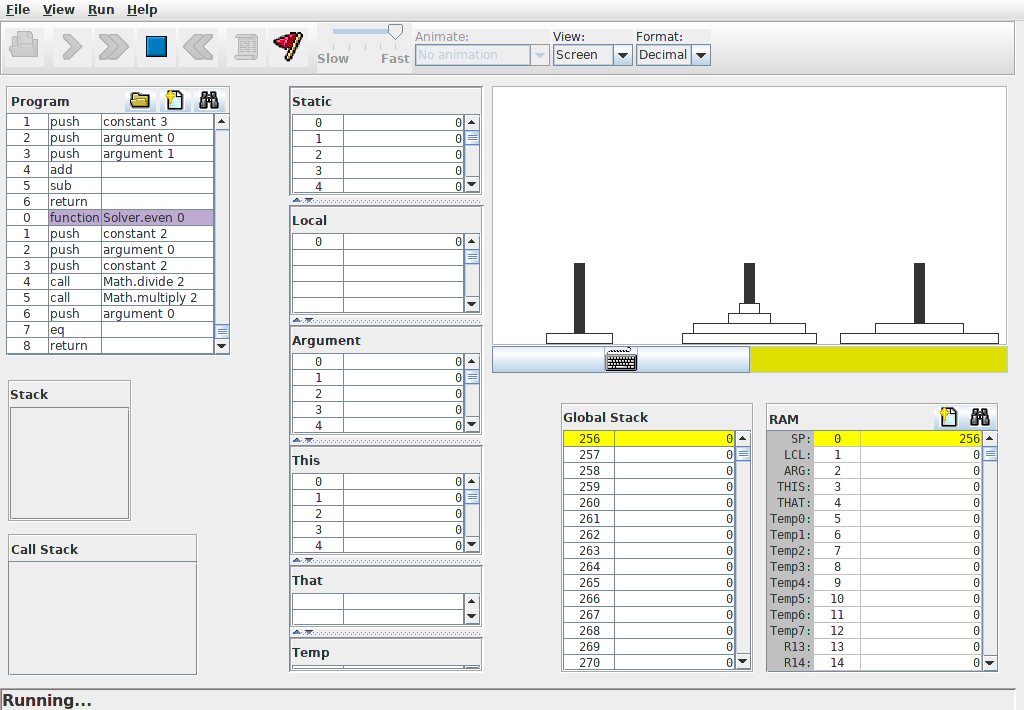 File View Run Help
Slow Fast
Animate:
No animation
View:
Screen
Format:
Decimal
Program
1 push constant 3
2 push argument 0
3 push argument 1
4 add
5 sub
6 return
0 function Solver.even 0
1 push constant 2
2 push argument 0
3 push constant 2
4 call Math.divide 2
5 call Math.multiply 2
6 push argument 0
7 eq
8 return
Stack
Call Stack
Static
0 0
1 0
2 0
3 0
4 0
Local
0 0
Argument
0 0
1 0
2 0
3 0
4 0
This
0 0
1 0
2 0
3 0
4 0
That
Temp
Global Stack
256 0
257 0
258 0
259 0
260 0
261 0
262 0
263 0
264 0
265 0
266 0
267 0
268 0
269 0
270 0
RAM
SP: 0 256
LCL: 1 0
ARG: 2 0
THIS: 3 0
THAT: 4 0
Temp0: 5 0
Temp1: 6 0
Temp2: 7 0
Temp3: 8 0
Temp4: 9 0
Temp5: 10 0
Temp6: 11 0
Temp7: 12 0
R13: 13 0
R14: 14 0
Running...